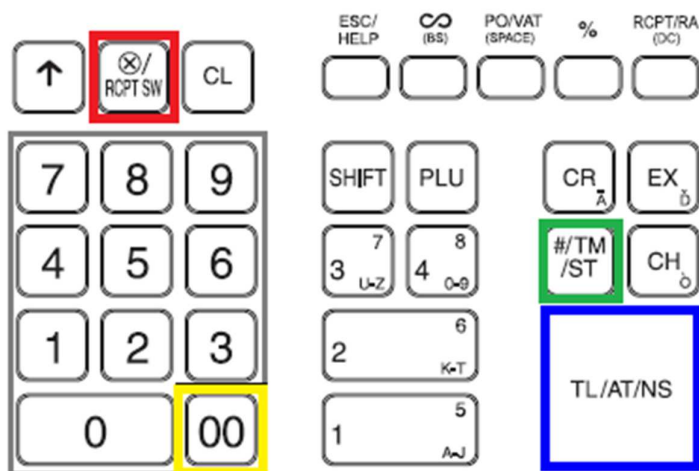 ESC/
HELP
∞
(BS)
PO/VAT
(SPACE)
%
RCPT/RA
(DC)
↑
⊗/
RCPT SW
CL
7 8 9
SHIFT PLU
CR Ā
EX Ď
4 5 6
3 7 U-Z
4 8 0-9
#/TM
/ST
CH Ò
1 2 3
2 6 K-T
TL/AT/NS
0 00
1 5 A-J